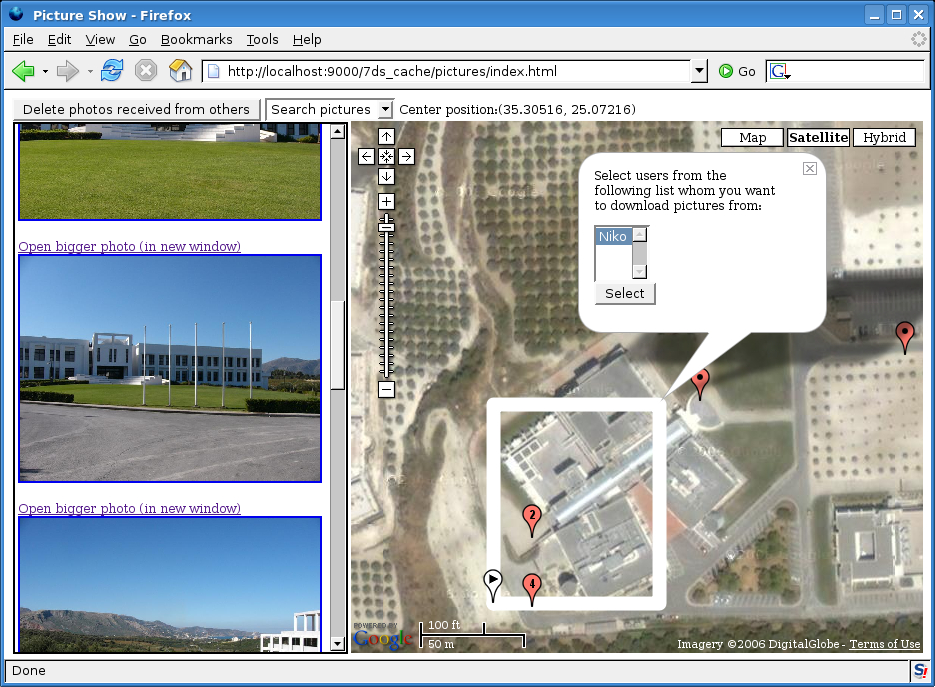 Picture Show - Firefox
File Edit View Go Bookmarks Tools Help
http://localhost:9000/7ds_cache/pictures/index.html
Go
G
Delete photos received from others
Search pictures
Center position:(35.30516, 25.07216)
Open bigger photo (in new window)
Open bigger photo (in new window)
Map
Satellite
Hybrid
Select users from the
following list whom you want
to download pictures from:
Niko
Select
2
4
POWERED BY
Google
100 ft
50 m
Imagery ©2006 DigitalGlobe - Terms of Use
Done
S!